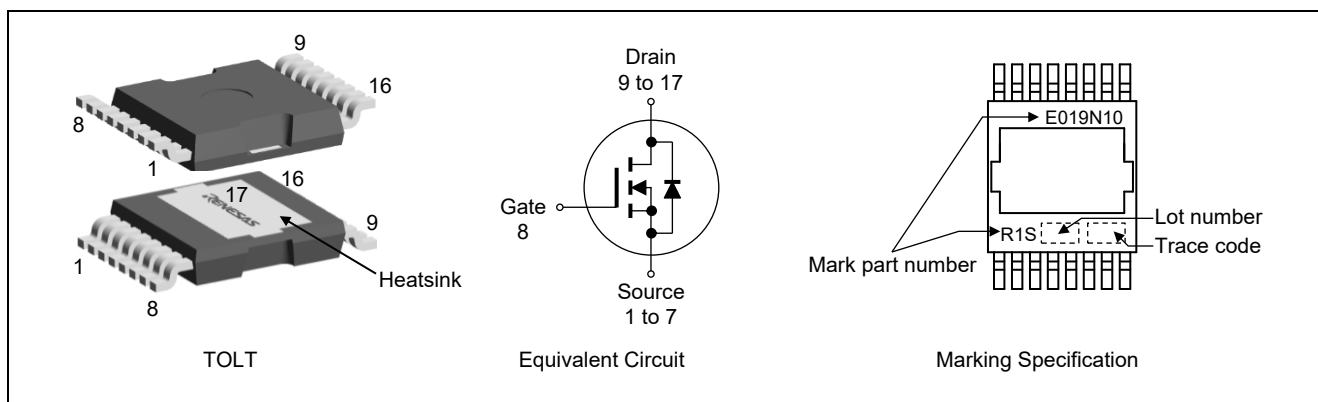 9
16
8
1
17
16
RENESAS
9
1
8
Heatsink
TOLT
Drain
9 to 17
Gate
8
Source
1 to 7
Equivalent Circuit
E019N10
R1S
Lot number
Trace code
Mark part number
Marking Specification